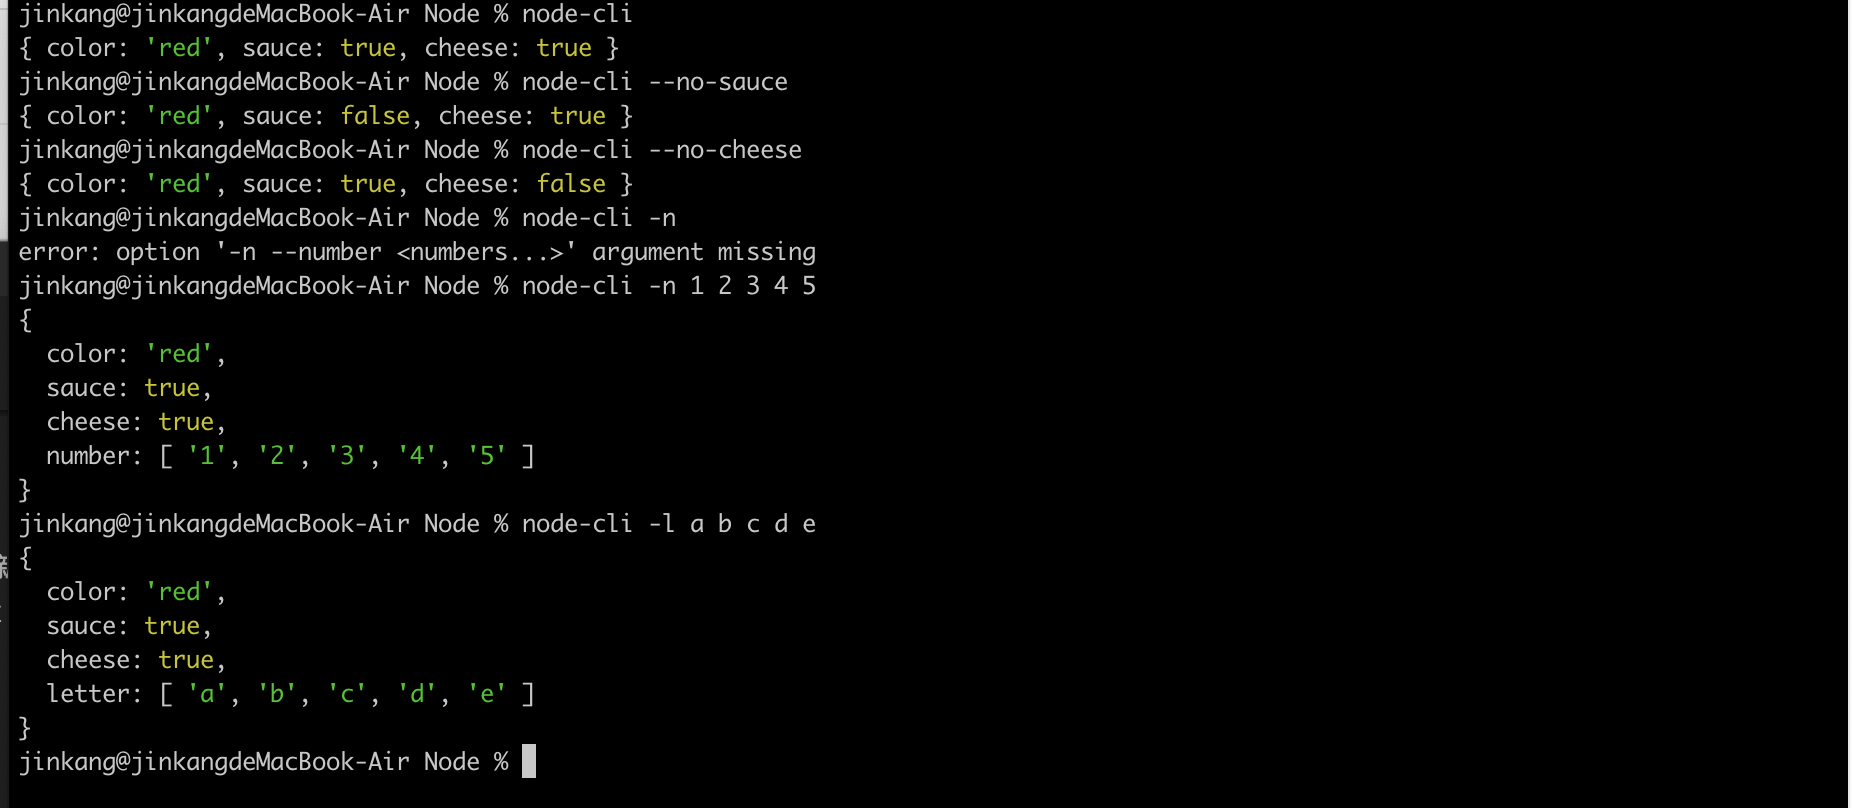 jinkang@jinkangdeMacBook-Air Node % node-cli
{ color: 'red', sauce: true, cheese: true }
jinkang@jinkangdeMacBook-Air Node % node-cli --no-sauce
{ color: 'red', sauce: false, cheese: true }
jinkang@jinkangdeMacBook-Air Node % node-cli --no-cheese
{ color: 'red', sauce: true, cheese: false }
jinkang@jinkangdeMacBook-Air Node % node-cli -n
error: option '-n --number <numbers...>' argument missing
jinkang@jinkangdeMacBook-Air Node % node-cli -n 1 2 3 4 5
{
  color: 'red',
  sauce: true,
  cheese: true,
  number: [ '1', '2', '3', '4', '5' ]
}
jinkang@jinkangdeMacBook-Air Node % node-cli -l a b c d e
{
  color: 'red',
  sauce: true,
  cheese: true,
  letter: [ 'a', 'b', 'c', 'd', 'e' ]
}
jinkang@jinkangdeMacBook-Air Node %